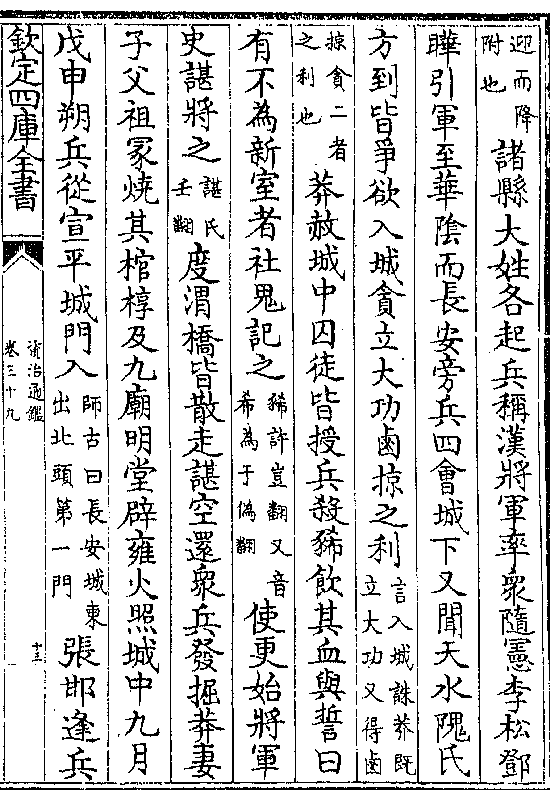 迎而降
附也
諸縣大姓各起兵稱漢將軍率衆隨憲李松鄧
曄引軍至華陰而長安旁兵四會城下又聞天水隗氏
方到皆爭欲入城貪立大功鹵掠之利
言入城誅莽既
立大功又得鹵
掠貪二者
之利也
莽赦城中囚徒皆授兵殺豨飲其血與誓曰
有不為新室者社鬼記之
豨許豈翻又音
希為于偽翻
使更始將軍
史諶將之
諶氏
壬翻
度渭橋皆散走諶空還衆兵發掘莽妻
子父祖冢燒其棺椁及九廟明堂辟雍火照城中九月
戊申朔兵從宣平城門入
師古曰長安城東
出北頭第一門
張邯逢兵
欽定四庫全書
資治通鑑
卷三十九
十三